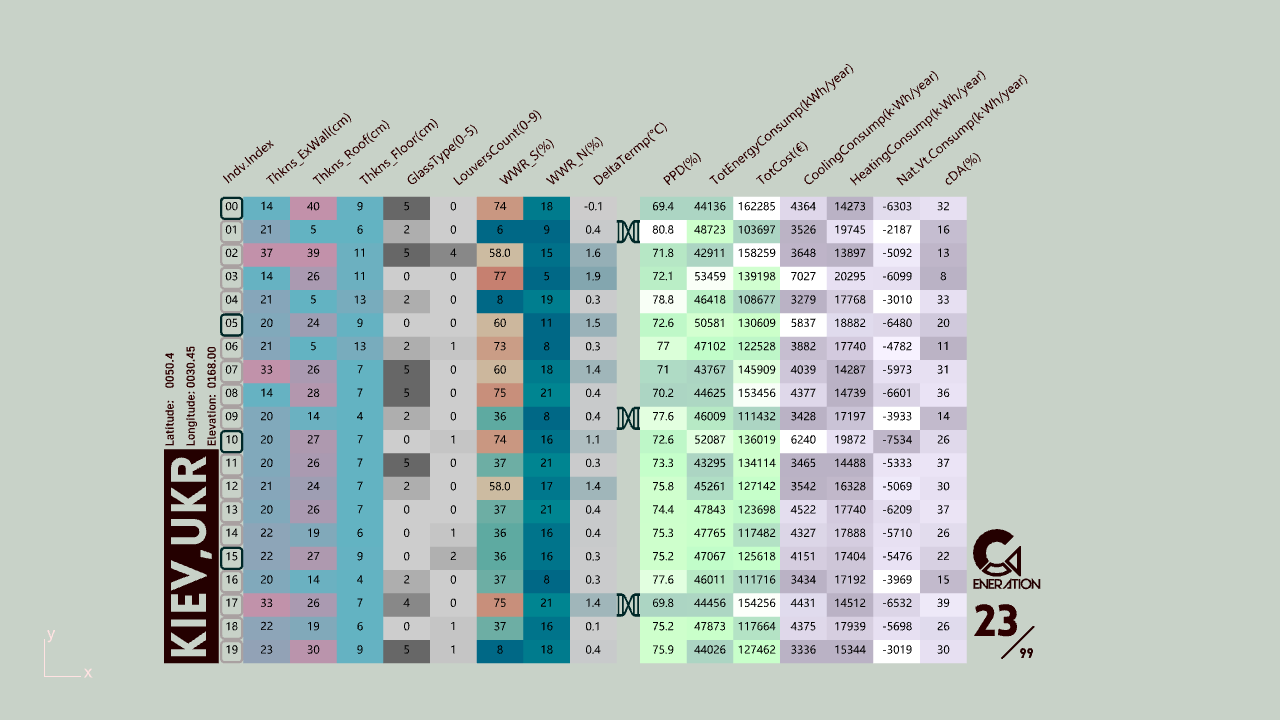 Indv.Index Thkns_ExWall(cm) Thkns_Roof(cm) Thkns_Floor(cm) GlassType(0-5) LouversCount(0-9) WWR_S(%) WWR_N(%) DeltaTermp(°C) PPD(%) TotEnergyConsump(kWh/year) TotCost(€) CoolingConsump(k·Wh/year) HeatingConsump(k·Wh/year) Nat.Vt.Consump(k·Wh/year) cDA(%)
00 14 40 9 5 0 74 18 -0.1 69.4 44136 162285 4364 14273 -6303 32
01 21 5 6 2 0 6 9 0.4 80.8 48723 103697 3526 19745 -2187 16
02 37 39 11 5 4 58.0 15 1.6 71.8 42911 158259 3648 13897 -5092 13
03 14 26 11 0 0 77 5 1.9 72.1 53459 139198 7027 20295 -6099 8
04 21 5 13 2 0 8 19 0.3 78.8 46418 108677 3279 17768 -3010 33
05 20 24 9 0 0 60 11 1.5 72.6 50581 130609 5837 18882 -6480 20
06 21 5 13 2 1 73 8 0.3 77 47102 122528 3882 17740 -4782 11
07 33 26 7 5 0 60 18 1.4 71 43767 145909 4039 14287 -5973 31
08 14 28 7 5 0 75 21 0.4 70.2 44625 153456 4377 14739 -6601 36
09 20 14 4 2 0 36 8 0.4 77.6 46009 111432 3428 17197 -3933 14
10 20 27 7 0 1 74 16 1.1 72.6 52087 136019 6240 19872 -7534 26
11 20 26 7 5 0 37 21 0.3 73.3 43295 134114 3465 14488 -5333 37
12 21 24 7 2 0 58.0 17 1.4 75.8 45261 127142 3542 16328 -5069 30
13 20 26 7 0 0 37 21 0.4 74.4 47843 123698 4522 17740 -6209 37
14 22 19 6 0 1 36 16 0.4 75.3 47765 117482 4327 17888 -5710 26
15 22 27 9 0 2 36 16 0.3 75.2 47067 125618 4151 17404 -5476 22
16 20 14 4 2 0 37 8 0.3 77.6 46011 111716 3434 17192 -3969 15
17 33 26 7 4 0 75 21 1.4 69.8 44456 154256 4431 14512 -6532 39
18 22 19 6 0 1 37 16 0.1 75.2 47873 117664 4375 17939 -5698 26
19 23 30 9 5 1 8 18 0.4 75.9 44026 127462 3336 15344 -3019 30
KIEV,UKR
Latitude: 0050.4
Longitude: 0030.45
Elevation: 0168.00
G
ENERATION
23/99
y
x